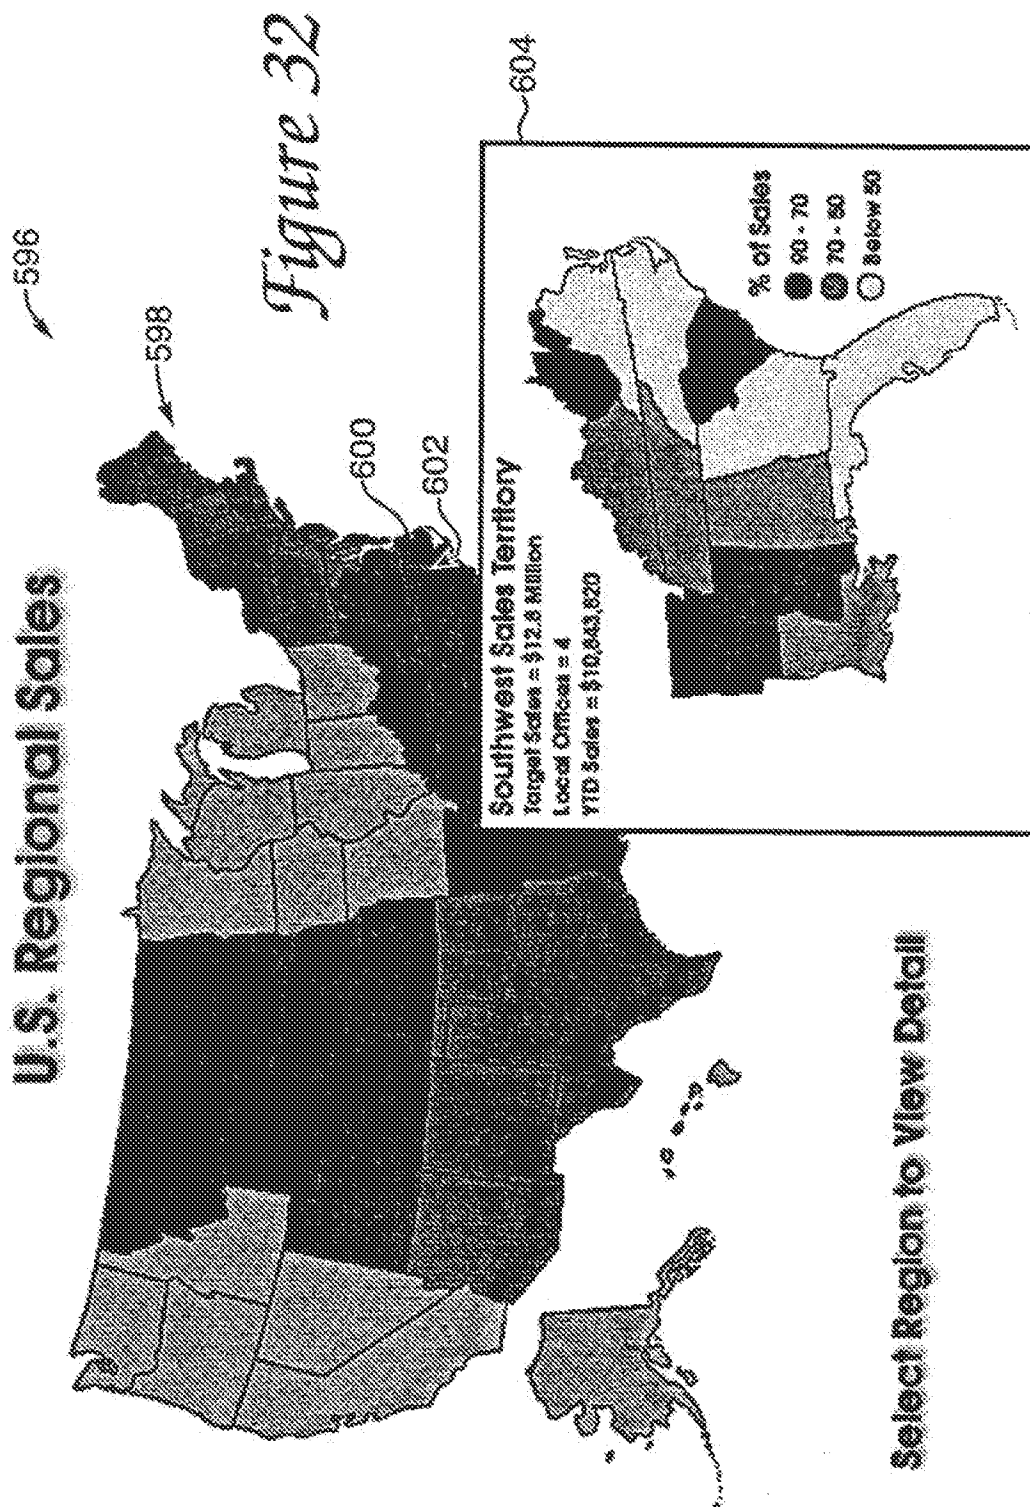 U.S. Regional Sales
596
Figure 32
598
600
602
604
Southwest Sales Territory
Target Sales = $12.8 Million
Local Offices = 4
YTD Sales = $10,843,620
% of Sales
90 - 70
70 - 50
Below 50
Select Region to View Detail